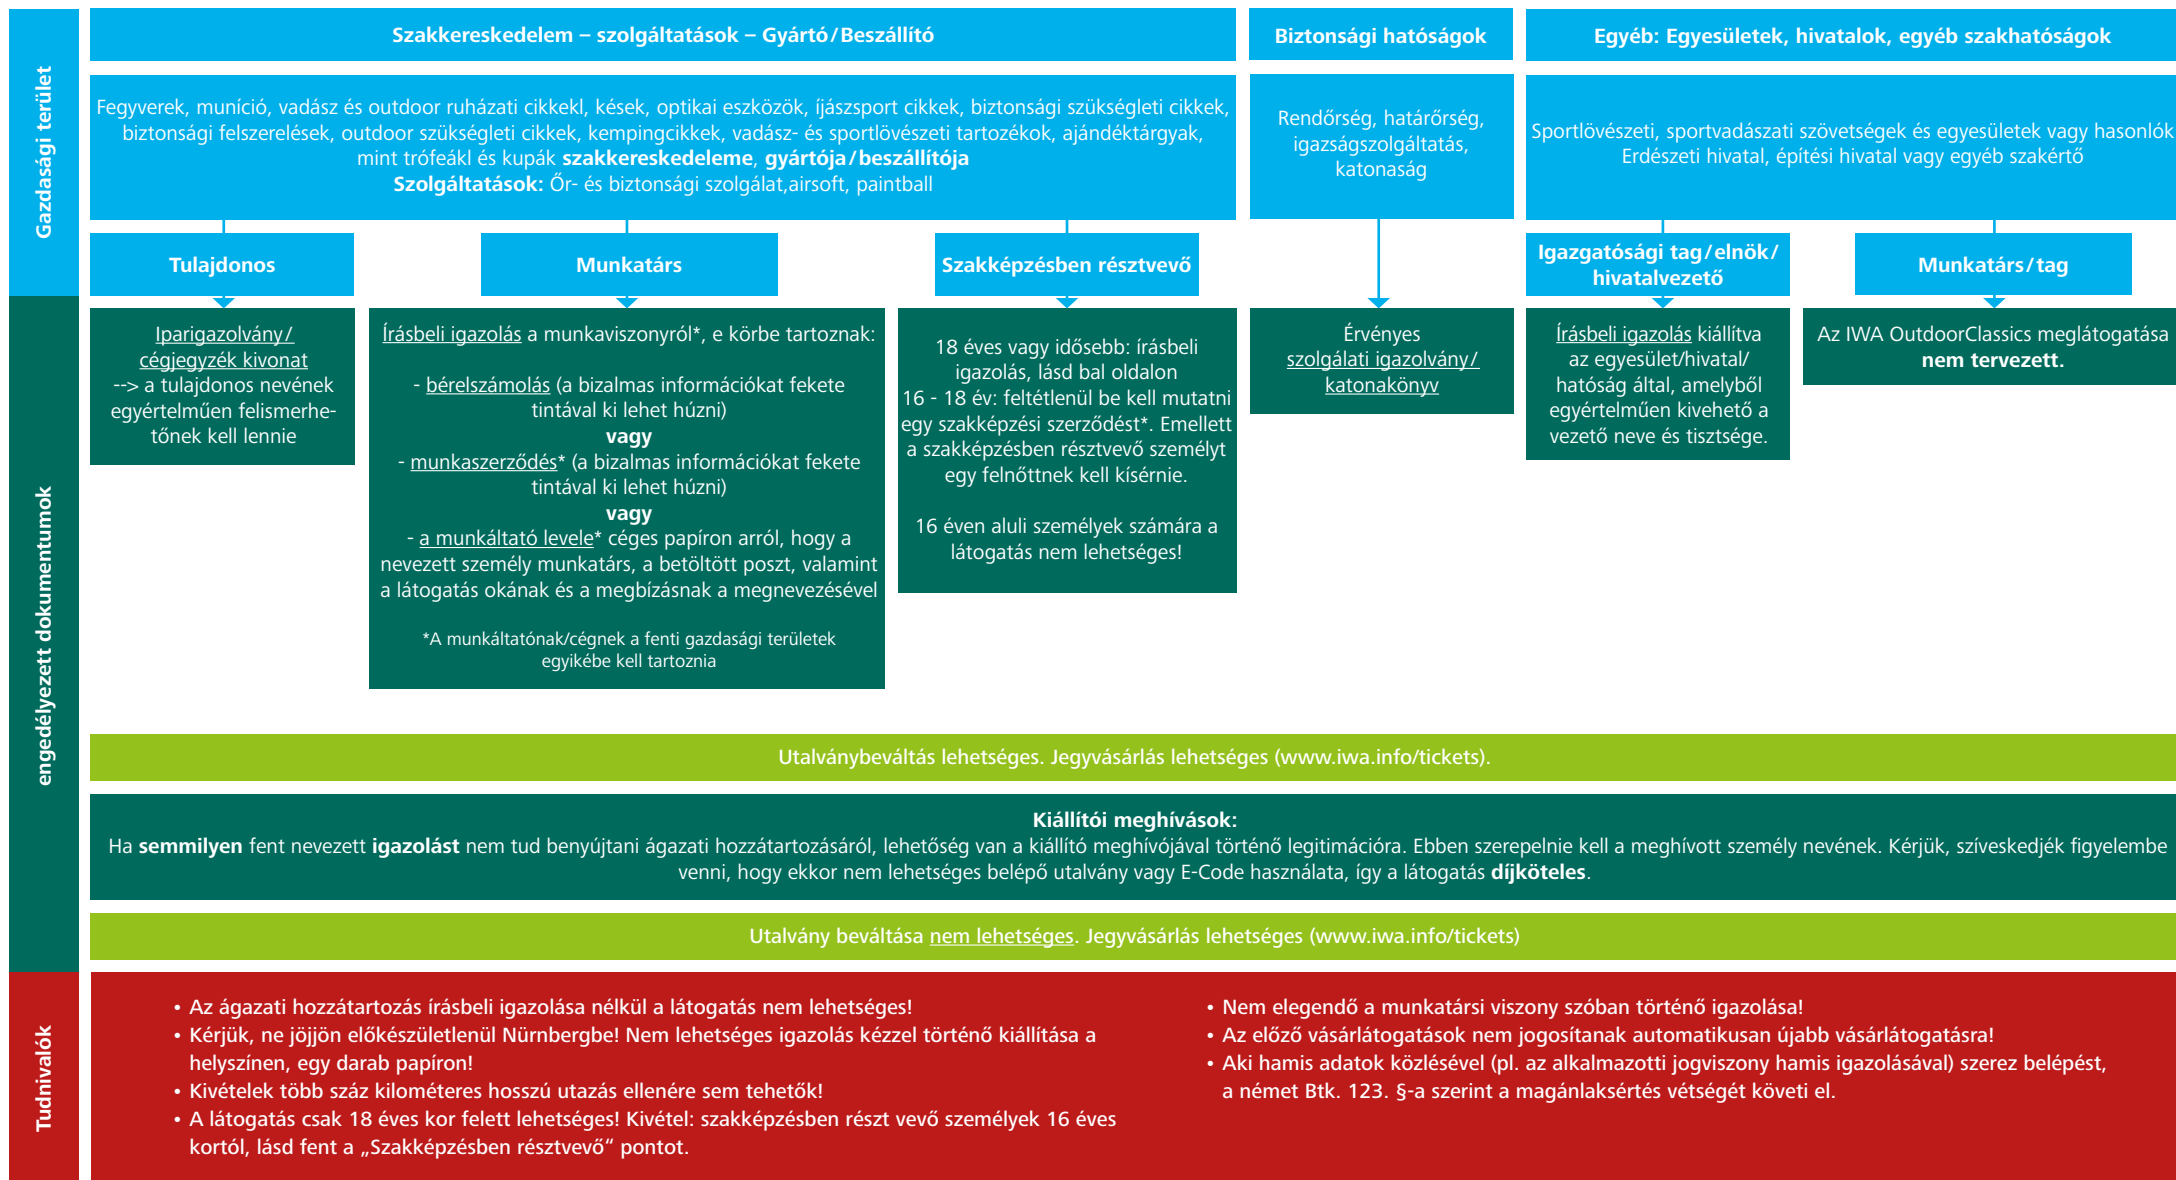 Gazdasági terület
Szakkereskedelem – szolgáltatások – Gyártó/Beszállító
Fegyverek, muníció, vadász és outdoor ruházati cikkekl, kések, optikai eszközök, íjászsport cikkek, biztonsági szükségleti cikkek,
biztonsági felszerelések, outdoor szükségleti cikkek, kempingcikkek, vadász- és sportlövészeti tartozékok, ajándéktárgyak,
mint trófeákl és kupák szakkereskedeleme, gyártója/beszállítója
Szolgáltatások: Őr- és biztonsági szolgálat,airsoft, paintball
Biztonsági hatóságok
Rendőrség, határőrség,
igazságszolgáltatás,
katonaság
Egyéb: Egyesületek, hivatalok, egyéb szakhatóságok
Sportlövészeti, sportvadászati szövetségek és egyesületek vagy hasonlók
Erdészeti hivatal, építési hivatal vagy egyéb szakértő
Tulajdonos
Munkatárs
Szakképzésben résztvevő
Igazgatósági tag/elnök/
hivatalvezető
Munkatárs/tag
engedélyezett dokumentumok
Iparigazolvány/
cégjegyzék kivonat
--> a tulajdonos nevének
egyértelműen felismerhe-
tőnek kell lennie
Írásbeli igazolás a munkaviszonyról*, e körbe tartoznak:
- bérelszámolás (a bizalmas információkat fekete
tintával ki lehet húzni)
vagy
- munkaszerződés* (a bizalmas információkat fekete
tintával ki lehet húzni)
vagy
- a munkáltató levele* céges papíron arról, hogy a
nevezett személy munkatárs, a betöltött poszt, valamint
a látogatás okának és a megbízásnak a megnevezésével
*A munkáltatónak/cégnek a fenti gazdasági területek
egyikébe kell tartoznia
18 éves vagy idősebb: írásbeli
igazolás, lásd bal oldalon
16 - 18 év: feltétlenül be kell mutatni
egy szakképzési szerződést*. Emellett
a szakképzésben résztvevő személyt
egy felnőttnek kell kísérnie.
16 éven aluli személyek számára a
látogatás nem lehetséges!
Érvényes
szolgálati igazolvány/
katonakönyv
Írásbeli igazolás kiállítva
az egyesület/hivatal/
hatóság által, amelyből
egyértelműen kivehető a
vezető neve és tisztsége.
Az IWA OutdoorClassics meglátogatása
nem tervezett.
Utalványbeváltás lehetséges. Jegyvásárlás lehetséges (www.iwa.info/tickets).
Kiállítói meghívások:
Ha semmilyen fent nevezett igazolást nem tud benyújtani ágazati hozzátartozásáról, lehetőség van a kiállító meghívójával történő legitimációra. Ebben szerepelnie kell a meghívott személy nevének. Kérjük, szíveskedjék figyelembe
venni, hogy ekkor nem lehetséges belépő utalvány vagy E-Code használata, így a látogatás díjköteles.
Utalvány beváltása nem lehetséges. Jegyvásárlás lehetséges (www.iwa.info/tickets)
Tudnivalók
• Az ágazati hozzátartozás írásbeli igazolása nélkül a látogatás nem lehetséges!
• Kérjük, ne jöjjön előkészületlenül Nürnbergbe! Nem lehetséges igazolás kézzel történő kiállítása a
helyszínen, egy darab papíron!
• Kivételek több száz kilométeres hosszú utazás ellenére sem tehetők!
• A látogatás csak 18 éves kor felett lehetséges! Kivétel: szakképzésben részt vevő személyek 16 éves
kortól, lásd fent a „Szakképzésben résztvevő“ pontot.
• Nem elegendő a munkatársi viszony szóban történő igazolása!
• Az előző vásárlátogatások nem jogosítanak automatikusan újabb vásárlátogatásra!
• Aki hamis adatok közlésével (pl. az alkalmazotti jogviszony hamis igazolásával) szerez belépést,
a német Btk. 123. §-a szerint a magánlaksértés vétségét követi el.